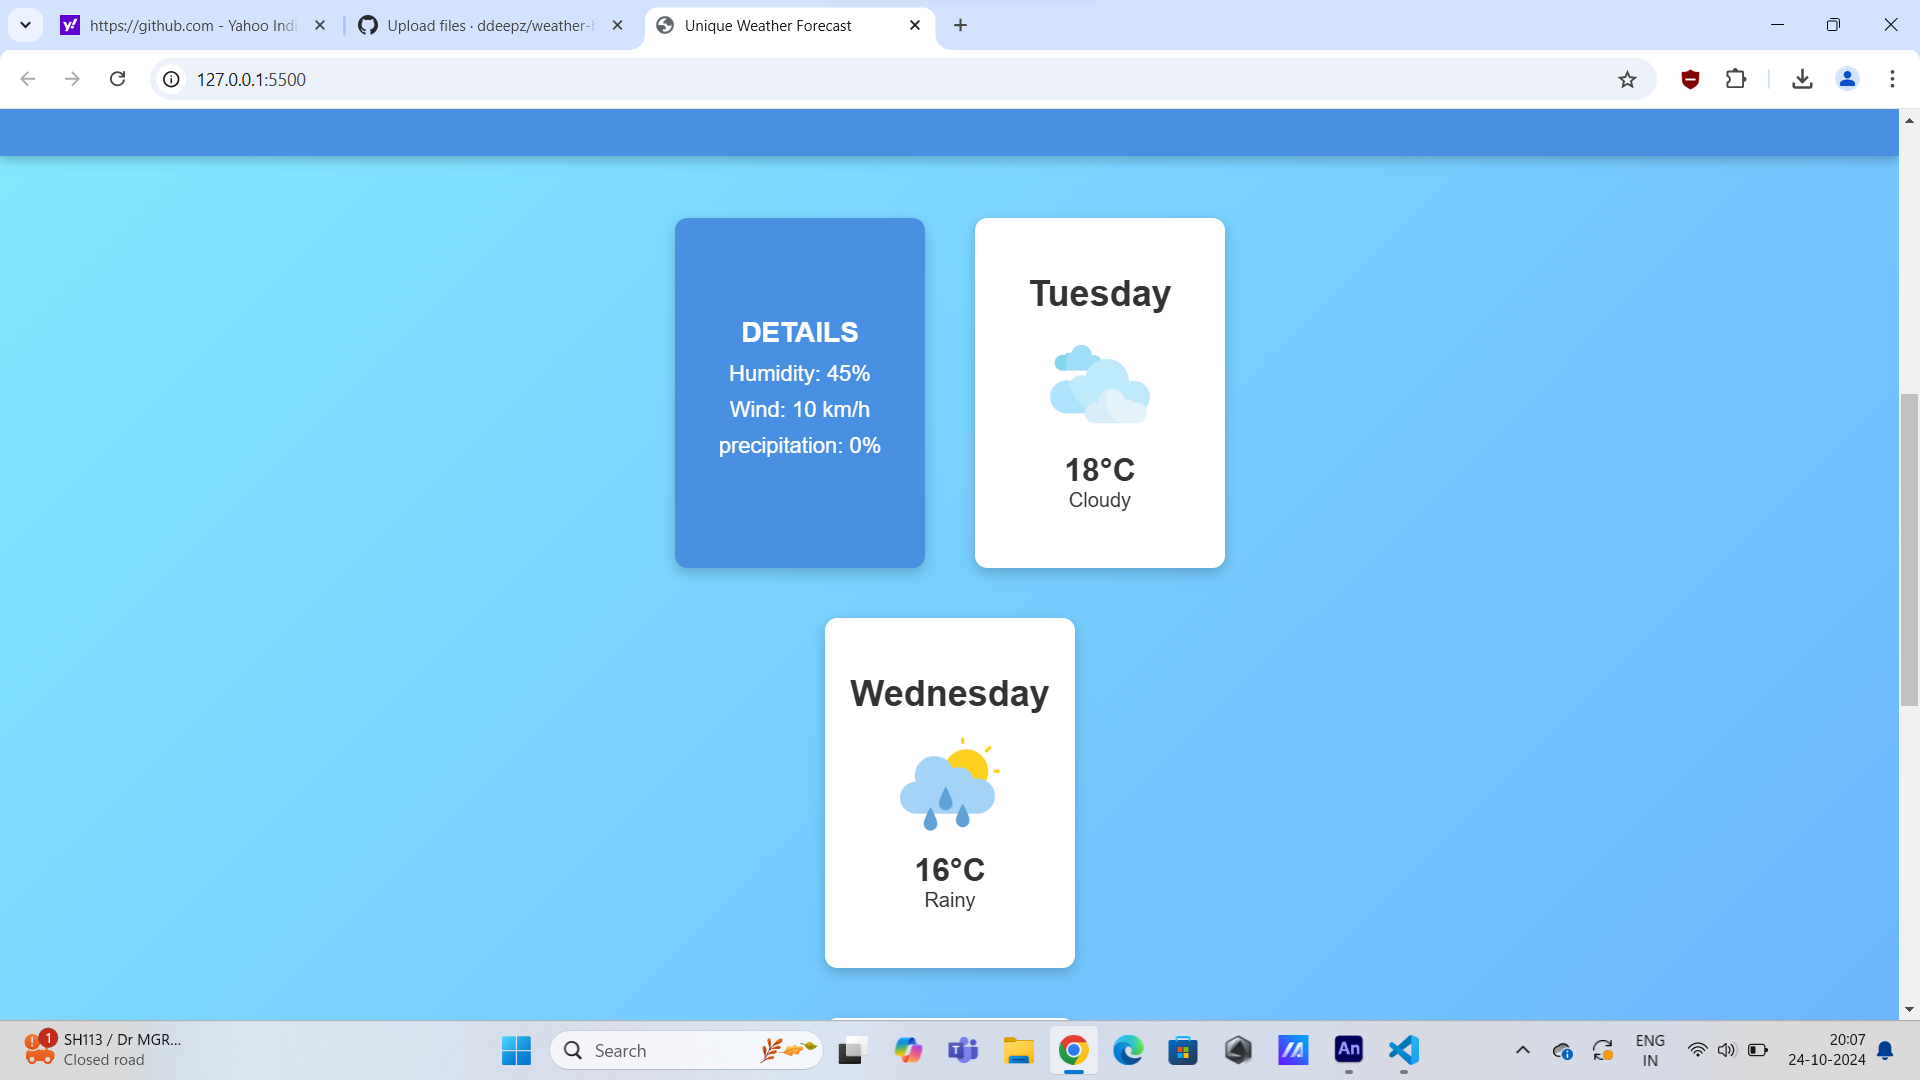 https://github.com - Yahoo Indi
Upload files · ddeepz/weather-h
Unique Weather Forecast
127.0.0.1:5500
DETAILS
Humidity: 45%
Wind: 10 km/h
precipitation: 0%
Tuesday
18°C
Cloudy
Wednesday
16°C
Rainy
1
SH113 / Dr MGR...
Closed road
Search
An
ENG
IN
20:07
24-10-2024